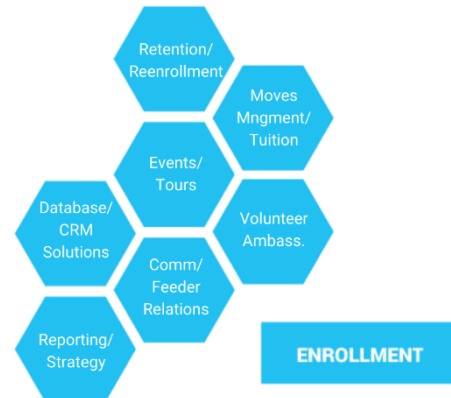 Retention/
Reenrollment
Moves
Mngment/
Tuition
Events/
Tours
Database/
CRM
Solutions
Volunteer
Ambass.
Comm/
Feeder
Relations
Reporting/
Strategy
ENROLLMENT